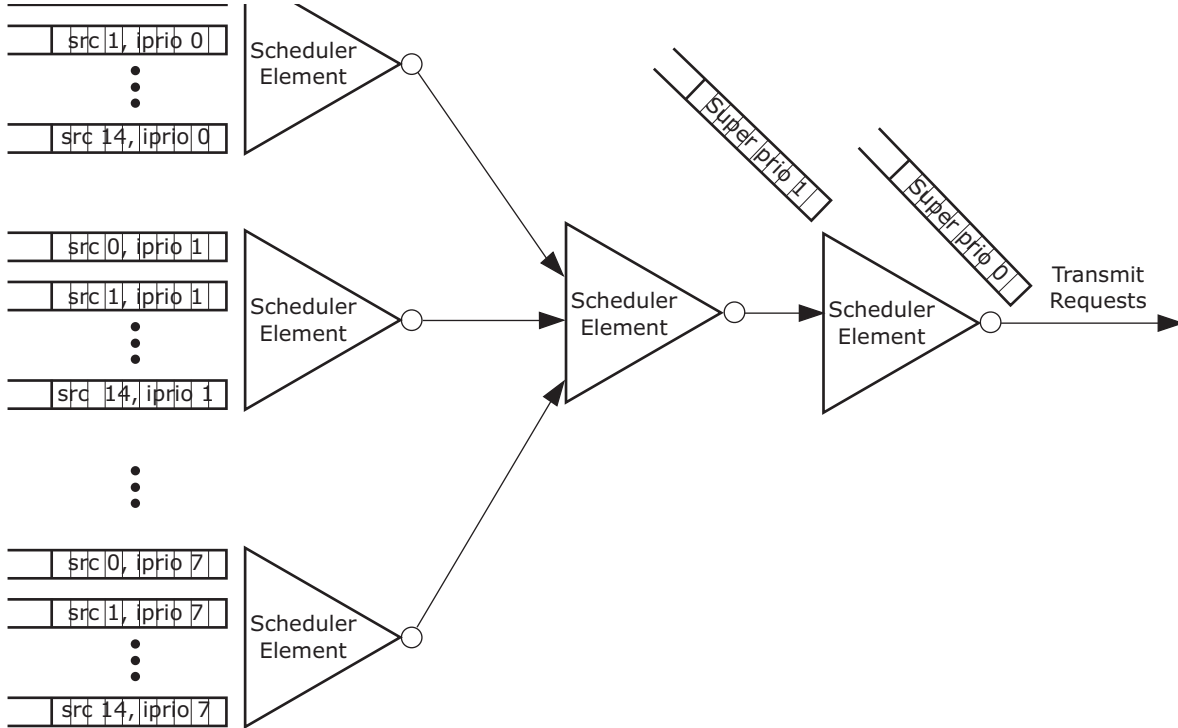 src 1, iprio 0
src 14, iprio 0
Scheduler
Element
src 0, iprio 1
src 1, iprio 1
src 14, iprio 1
Scheduler
Element
src 0, iprio 7
src 1, iprio 7
src 14, iprio 7
Scheduler
Element
Scheduler
Element
Super prio 1
Scheduler
Element
Super prio 0
Transmit
Requests